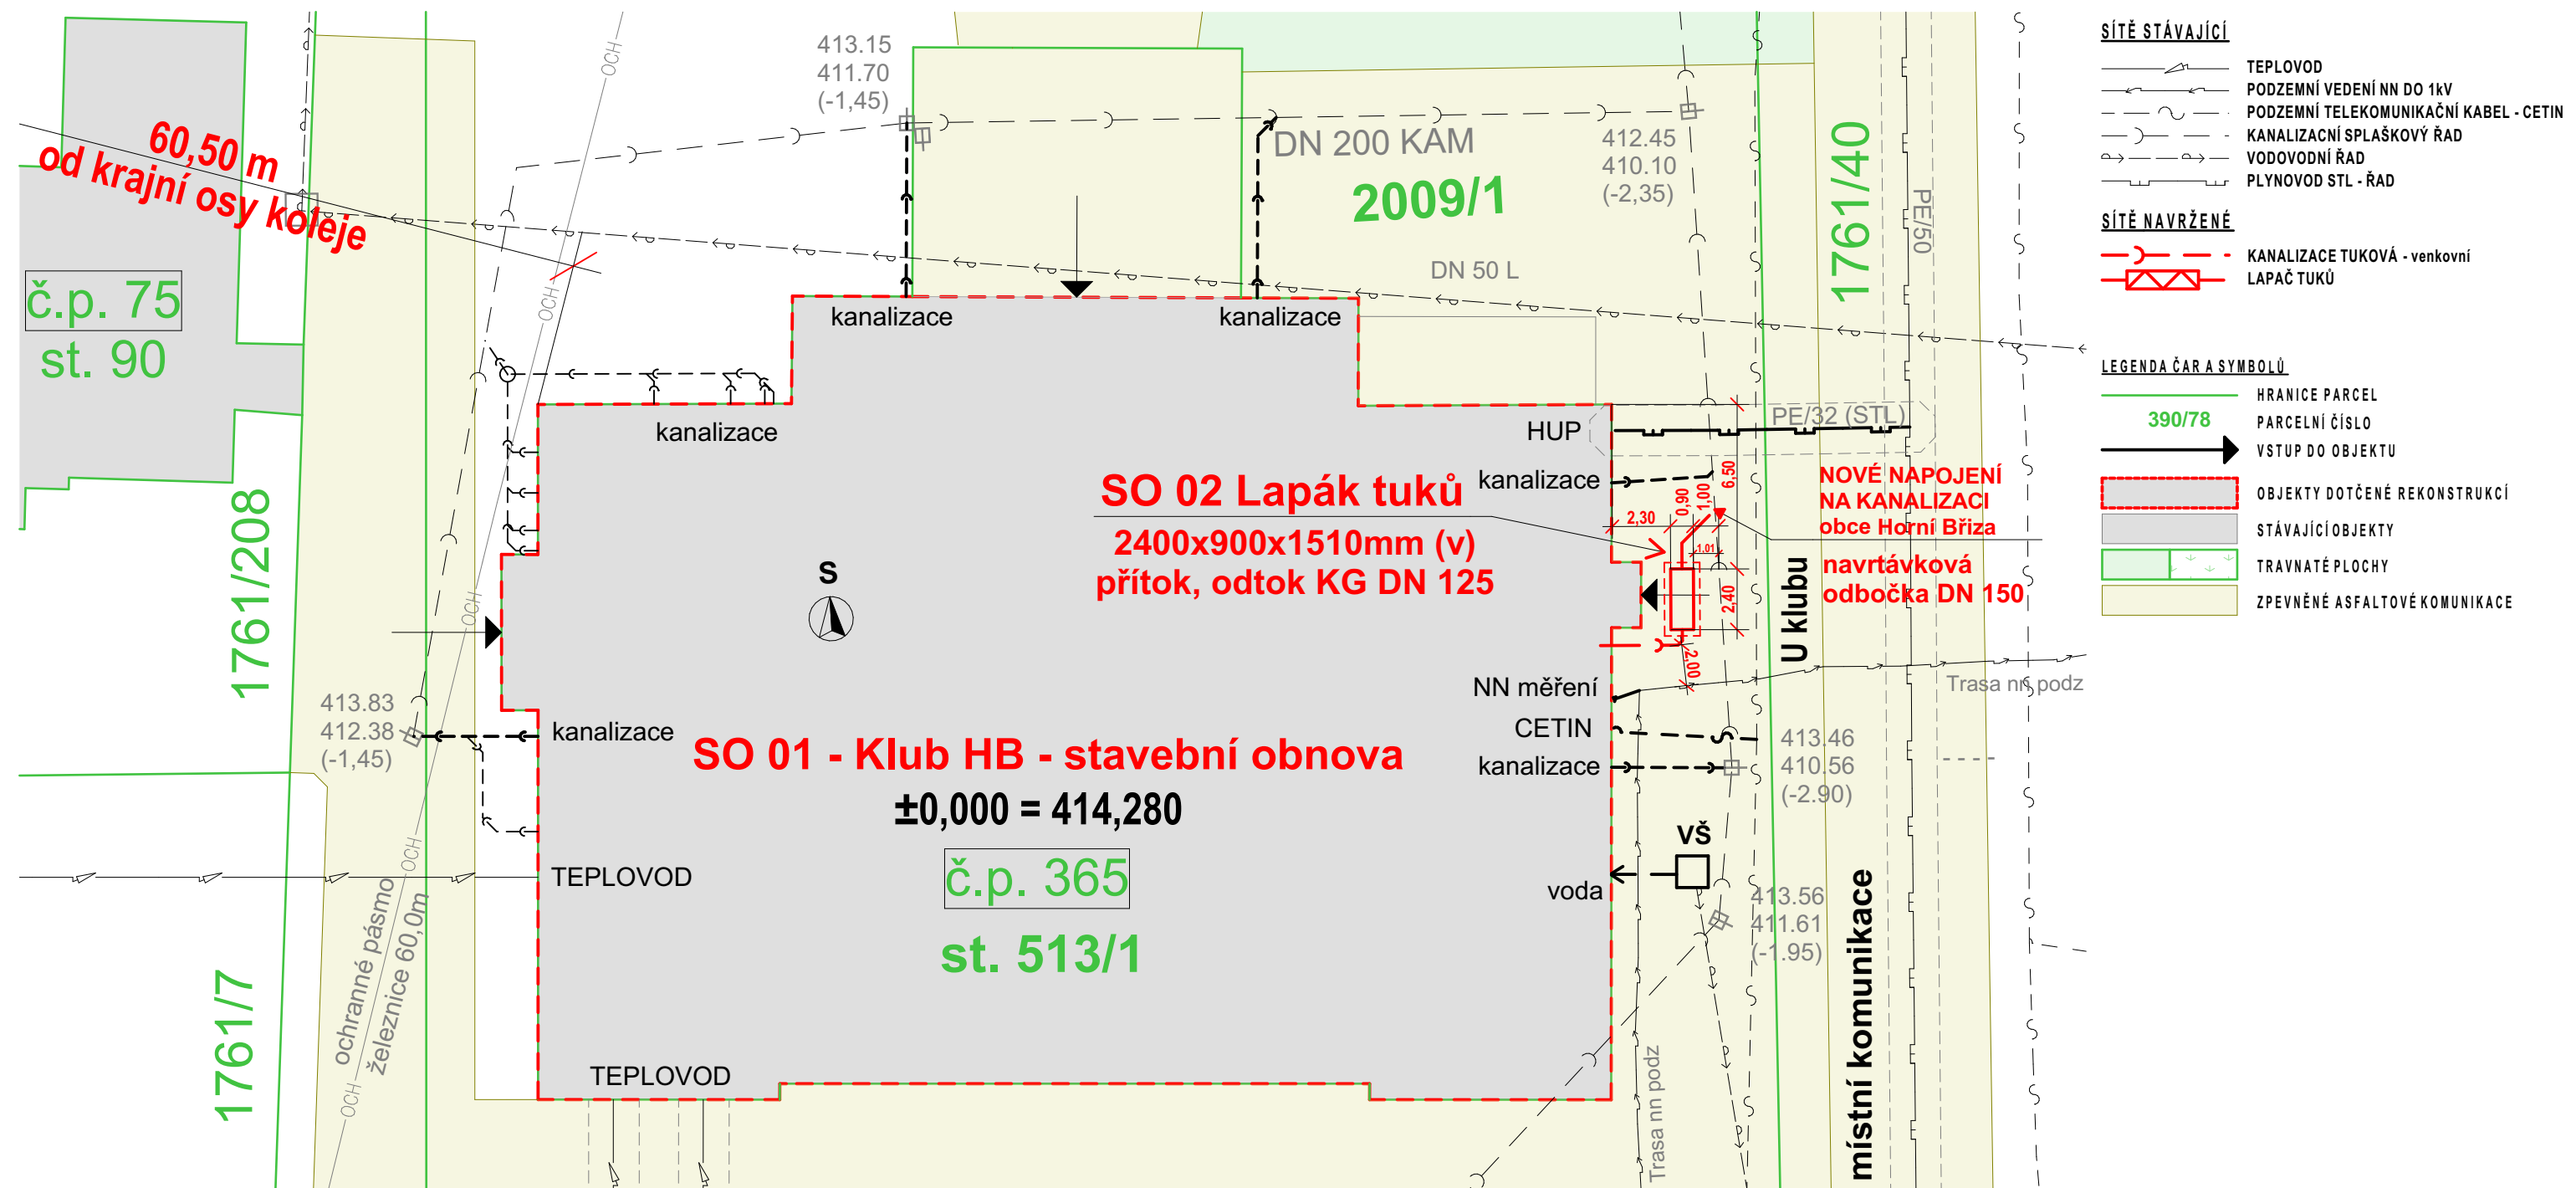 413.15
411.70
(-1,45)
OCH
60,50 m
od krajní osy koleje
DN 200 KAM
2009/1
412.45
410.10
(-2,35)
1761/40
PE/50
DN 50 L
OCH
č.p. 75
st. 90
kanalizace
kanalizace
kanalizace
HUP
PE/32 (STL)
kanalizace
SO 02 Lapák tuků
2400x900x1510mm (v)
přítok, odtok KG DN 125
2,30
0,90
1,00
6,50
1,01
2,40
2,00
NOVÉ NAPOJENÍ
NA KANALIZACI
obce Horní Bříza
navrtávková
odbočka DN 150
U klubu
S
OCH
1761/208
413.83
412.38
(-1,45)
kanalizace
NN měření
CETIN
kanalizace
Trasa nn podz
413.46
410.56
(-2.90)
SO 01 - Klub HB - stavební obnova
±0,000 = 414,280
č.p. 365
st. 513/1
TEPLOVOD
VŠ
voda
413.56
411.61
(-1.95)
místní komunikace
OCH
ochranné pásmo
železnice 60,0m
OCH
1761/7
TEPLOVOD
Trasa nn podz
SÍTĚ STÁVAJÍCÍ
TEPLOVOD
PODZEMNÍ VEDENÍ NN DO 1kV
PODZEMNÍ TELEKOMUNIKAČNÍ KABEL - CETIN
KANALIZACNÍ SPLAŠKOVÝ ŘAD
VODOVODNÍ ŘAD
PLYNOVOD STL - ŘAD
SÍTĚ NAVRŽENÉ
KANALIZACE TUKOVÁ - venkovní
LAPAČ TUKŮ
LEGENDA ČAR A SYMBOLŮ
HRANICE PARCEL
390/78 PARCELNÍ ČÍSLO
VSTUP DO OBJEKTU
OBJEKTY DOTČENÉ REKONSTRUKCÍ
STÁVAJÍCÍ OBJEKTY
TRAVNATÉ PLOCHY
ZPEVNĚNÉ ASFALTOVÉ KOMUNIKACE